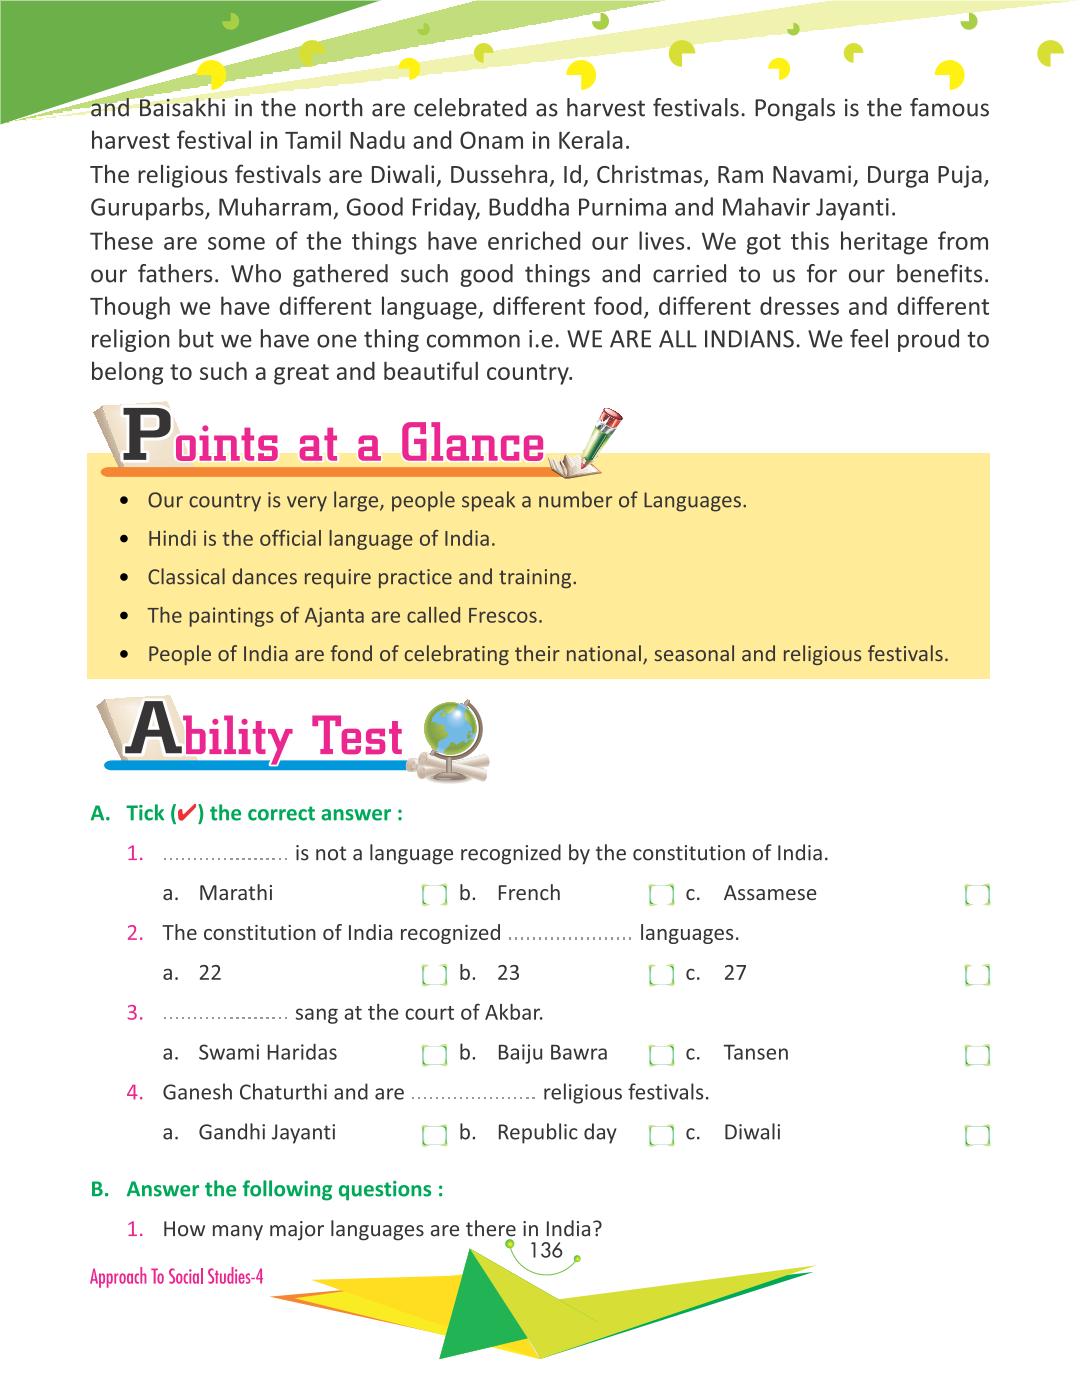 and Baisakhi in the north are celebrated as harvest festivals. Pongals is the famous
harvest festival in Tamil Nadu and Onam in Kerala.
The religious festivals are Diwali, Dussehra, Id, Christmas, Ram Navami, Durga Puja,
Guruparbs, Muharram, Good Friday, Buddha Purnima and Mahavir Jayanti.
These are some of the things have enriched our lives. We got this heritage from
our fathers. Who gathered such good things and carried to us for our benefits.
Though we have different language, different food, different dresses and different
religion but we have one thing common i.e. WE ARE ALL INDIANS. We feel proud to
belong to such a great and beautiful country.
Points at a Glance
• Our country is very large, people speak a number of Languages.
• Hindi is the official language of India.
• Classical dances require practice and training.
• The paintings of Ajanta are called Frescos.
• People of India are fond of celebrating their national, seasonal and religious festivals.
Ability Test
A. Tick (✔) the correct answer :
1. ..................... is not a language recognized by the constitution of India.
a. Marathi b. French c. Assamese
2. The constitution of India recognized ..................... languages.
a. 22 b. 23 c. 27
3. ..................... sang at the court of Akbar.
a. Swami Haridas b. Baiju Bawra c. Tansen
4. Ganesh Chaturthi and are ..................... religious festivals.
a. Gandhi Jayanti b. Republic day c. Diwali
B. Answer the following questions :
1. How many major languages are there in India?
136
Approach To Social Studies-4